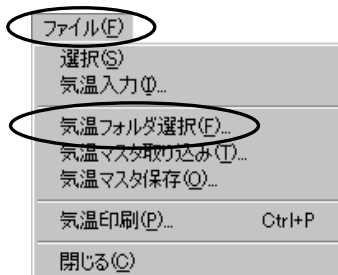 ファイル(F)
選択(S)
気温入力(I)...
気温フォルダ選択(F)...
気温マスタ取り込み(T)...
気温マスタ保存(O)...
気温印刷(P)... Ctrl+P
閉じる(C)